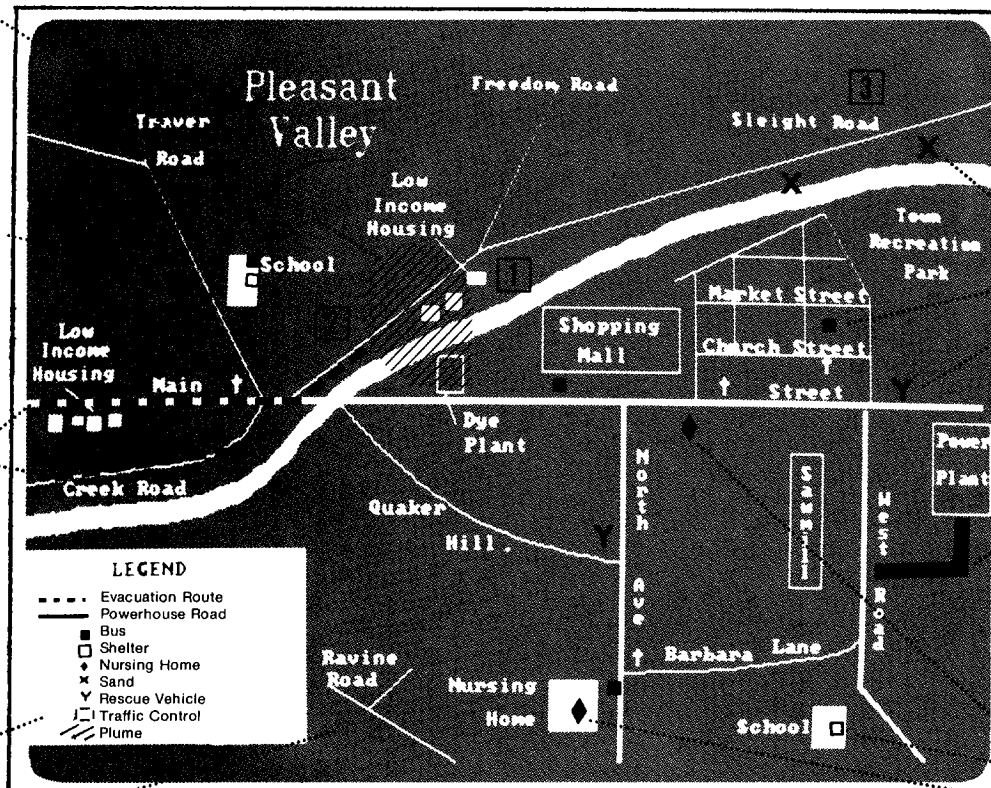 Pleasant
Valley
Freedom Road
3
Traver
Road
Sleight Road
Low
Income
Housing
Town
Recreation
Park
School
1
Market Street
Low
Income
Housing
Shopping
Mall
Church Street
Main
Street
Dye
Plant
Power
Plant
Creek Road
Quaker
Hill.
North
Ave
Sawmill
West
Road
LEGEND
Evacuation Route
Powerhouse Road
Bus
Shelter
Nursing Home
Sand
Rescue Vehicle
Traffic Control
Plume
Ravine
Road
Barbara Lane
Nursing
Home
School